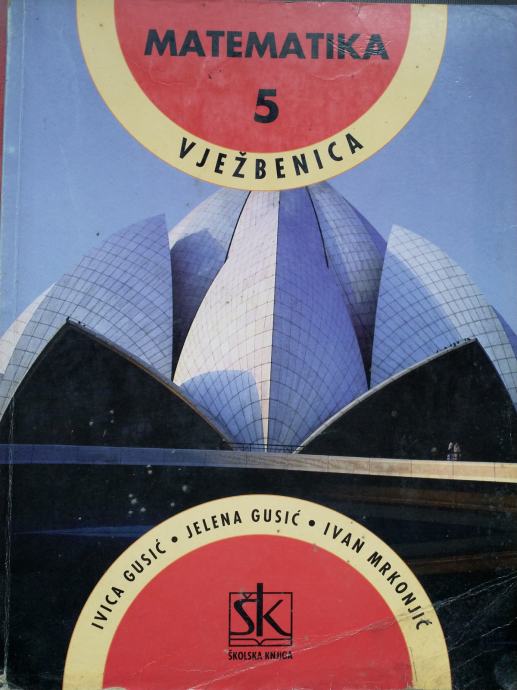 MATEMATIKA
5
VJEŽBENICA
IVICA GUSIĆ • JELENA GUSIĆ • IVAN MRKONJIĆ
ŠK
ŠKOLSKA KNJIGA